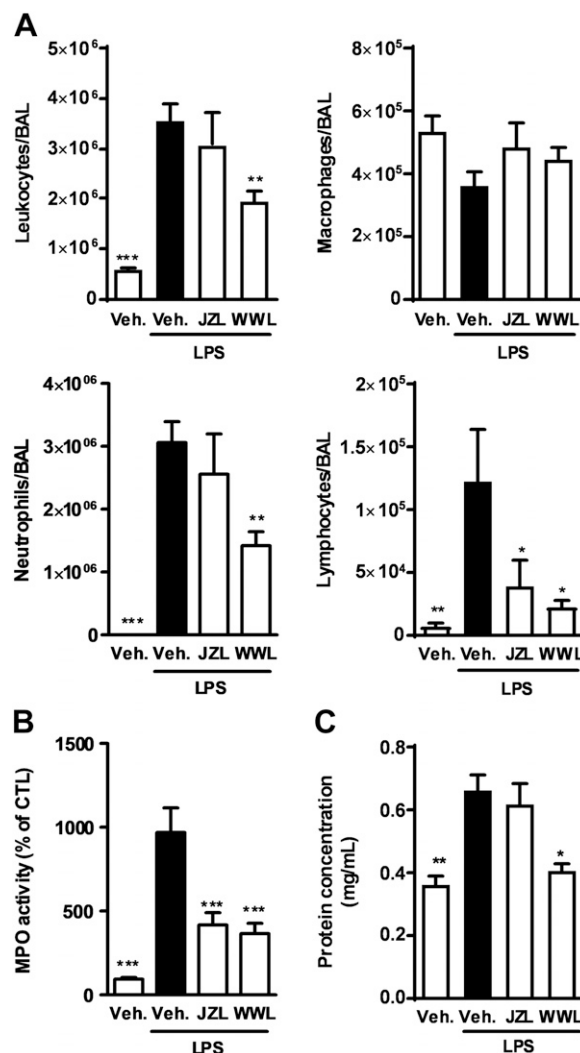 A
Leukocytes/BAL
5×10⁶
4×10⁶
3×10⁶
2×10⁶
1×10⁶
0
***
**
Veh. Veh. JZL WWL
LPS
Macrophages/BAL
8×10⁵
6×10⁵
4×10⁵
2×10⁵
0
Veh. Veh. JZL WWL
LPS
Neutrophils/BAL
4×10⁰⁶
3×10⁰⁶
2×10⁰⁶
1×10⁰⁶
0
***
**
Veh. Veh. JZL WWL
LPS
Lymphocytes/BAL
2×10⁵
1.5×10⁵
1×10⁵
5×10⁴
0
**
*
*
Veh. Veh. JZL WWL
LPS
B
MPO activity (% of CTL)
1500
1000
500
0
***
***
***
Veh. Veh. JZL WWL
LPS
C
Protein concentration
(mg/mL)
0.8
0.6
0.4
0.2
0.0
**
*
Veh. Veh. JZL WWL
LPS